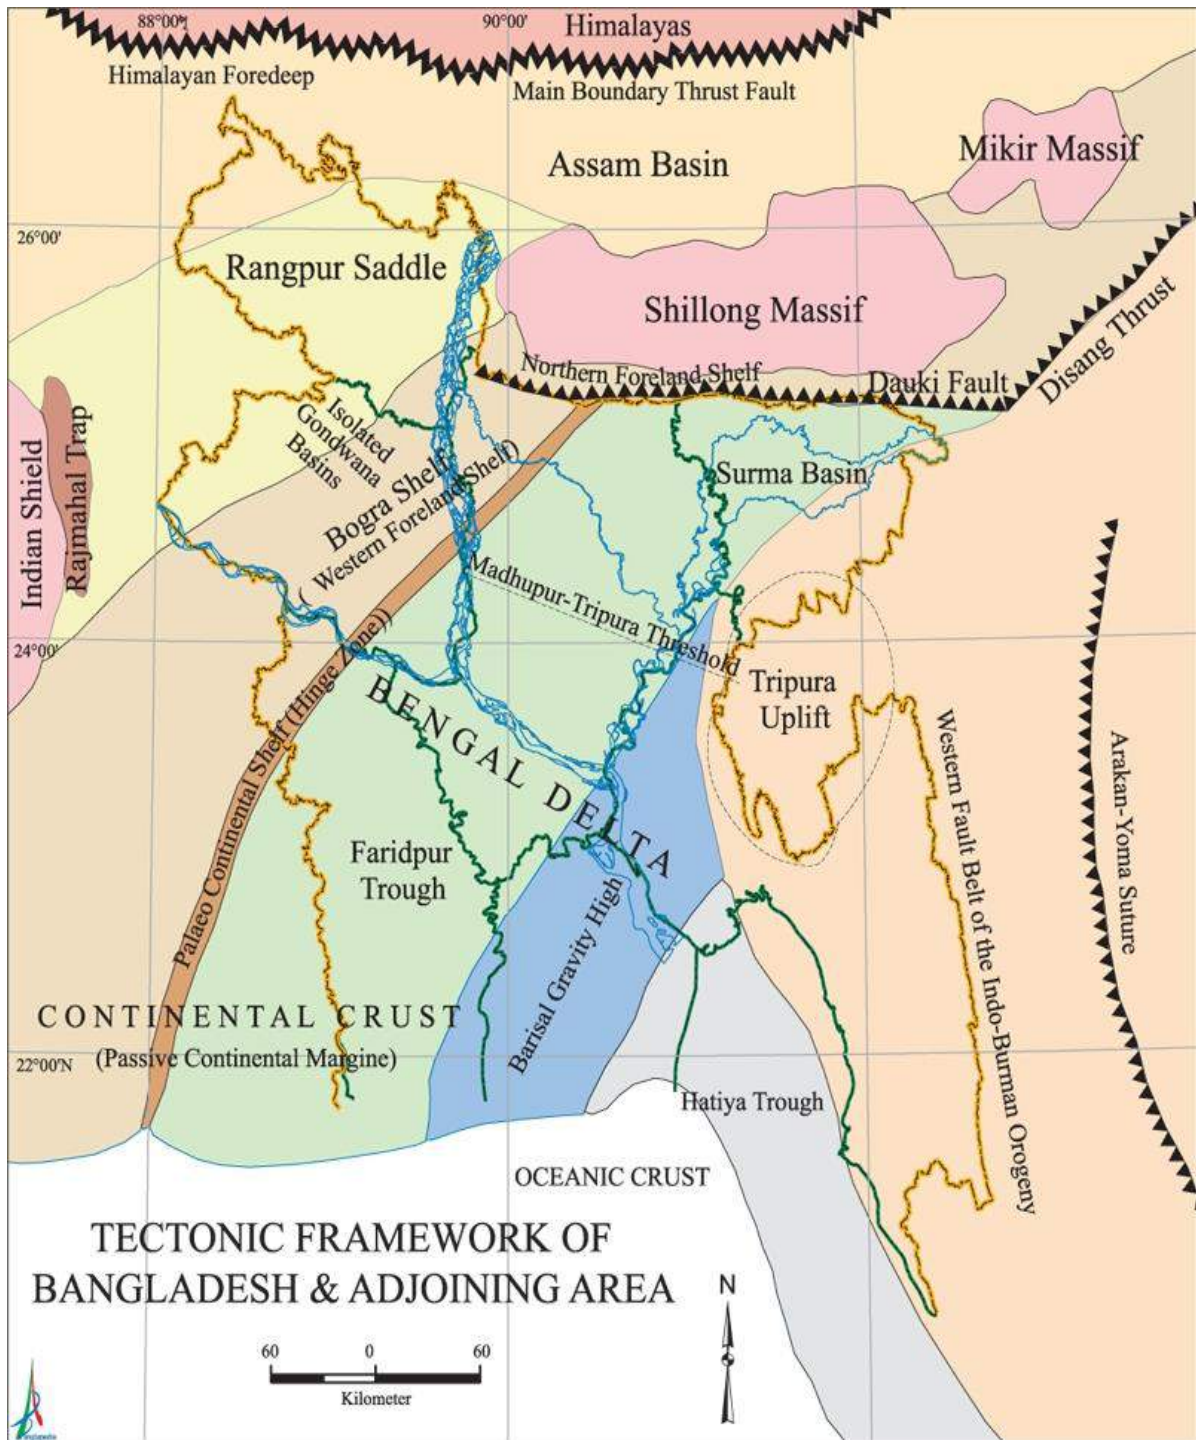 88°00'
90°00'
Himalayas
Himalayan Foredeep
Main Boundary Thrust Fault
Assam Basin
Mikir Massif
26°00'
Rangpur Saddle
Shillong Massif
Disang Thrust
Northern Foreland Shelf
Dauki Fault
Indian Shield
Rajmahal Trap
Isolated
Gondwana
Basins
Bogra Shelf
( Western Foreland Shelf)
Surma Basin
Madhupur-Tripura Threshold
24°00'
Palaeo Continental Shelf (Hinge Zone))
BENGAL DELTA
Tripura
Uplift
Western Fault Belt of the Indo-Burman Orogeny
Arakan-Yoma Suture
Faridpur
Trough
Barisal Gravity High
CONTINENTAL CRUST
(Passive Continental Margine)
22°00'N
Hatiya Trough
OCEANIC CRUST
TECTONIC FRAMEWORK OF
BANGLADESH & ADJOINING AREA
N
60 0 60
Kilometer